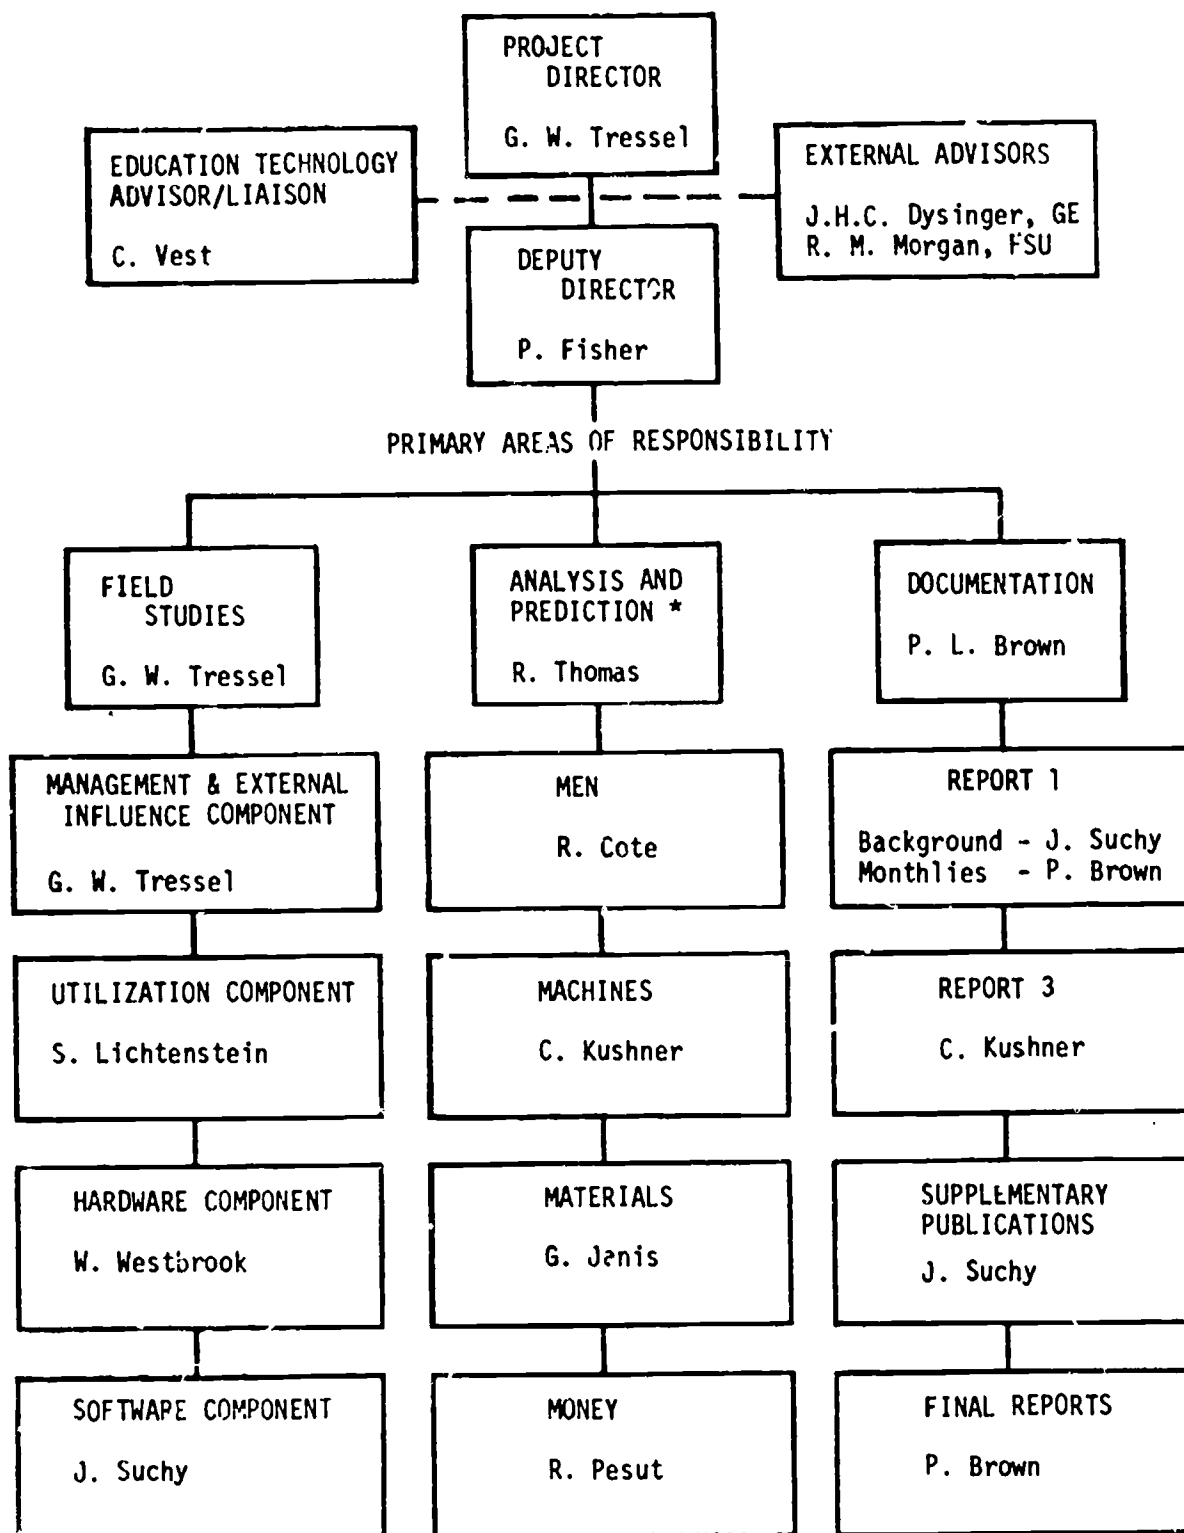 PROJECT
DIRECTOR
G. W. Tressel
EDUCATION TECHNOLOGY
ADVISOR/LIAISON
C. Vest
EXTERNAL ADVISORS
J.H.C. Dysinger, GE
R. M. Morgan, FSU
DEPUTY
DIRECTOR
P. Fisher
PRIMARY AREAS OF RESPONSIBILITY
FIELD
STUDIES
G. W. Tressel
ANALYSIS AND
PREDICTION *
R. Thomas
DOCUMENTATION
P. L. Brown
MANAGEMENT & EXTERNAL
INFLUENCE COMPONENT
G. W. Tressel
MEN
R. Cote
REPORT 1
Background - J. Suchy
Monthlies - P. Brown
UTILIZATION COMPONENT
S. Lichtenstein
MACHINES
C. Kushner
REPORT 3
C. Kushner
HARDWARE COMPONENT
W. Westbrook
MATERIALS
G. Janis
SUPPLEMENTARY
PUBLICATIONS
J. Suchy
SOFTWARE COMPONENT
J. Suchy
MONEY
R. Pesut
FINAL REPORTS
P. Brown